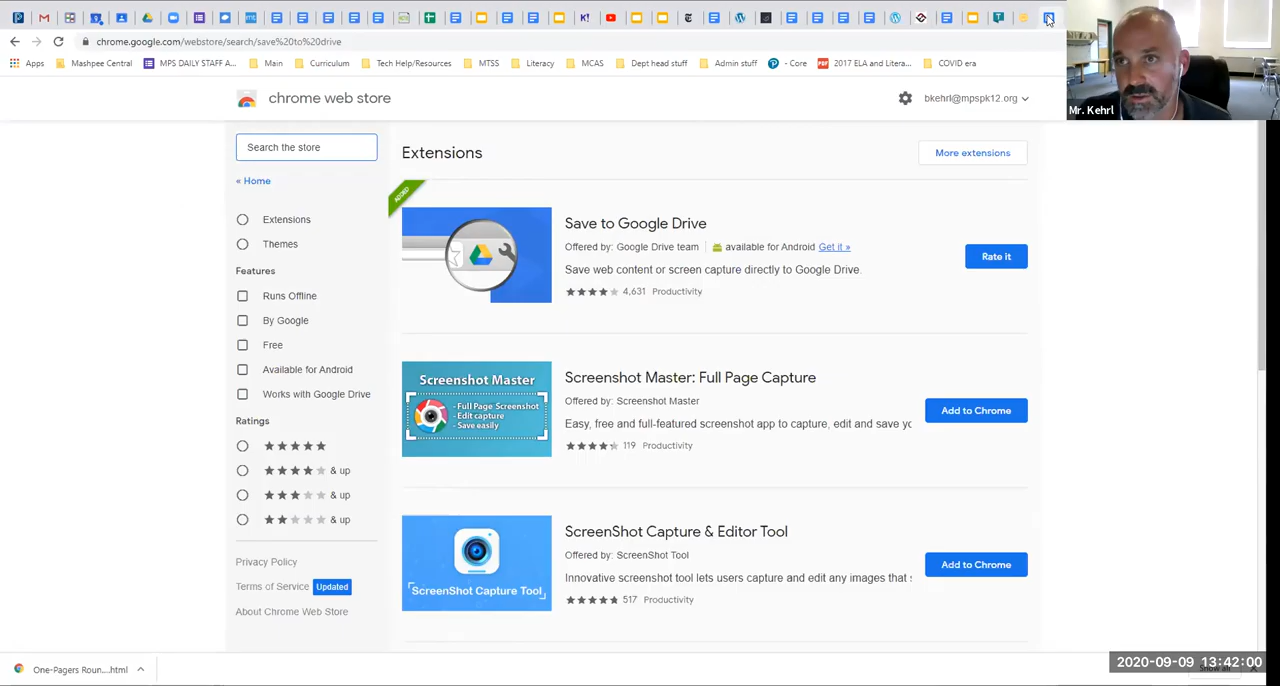 K!
T
chrome.google.com/webstore/search/save%20to%20drive
Apps Mashpee Central MPS DAILY STAFF A... Main Curriculum Tech Help/Resources MTSS Literacy MCAS Dept head stuff Admin stuff - Core PDF 2017 ELA and Litera... COVID era
Mr. Kehrl
chrome web store
bkehrl@mpspk12.org
Search the store
« Home
Extensions
Themes
Features
Runs Offline
By Google
Free
Available for Android
Works with Google Drive
Ratings
& up
& up
& up
Privacy Policy
Terms of Service Updated
About Chrome Web Store
Extensions
More extensions
ADDED
Save to Google Drive
Offered by: Google Drive team available for Android Get it »
Save web content or screen capture directly to Google Drive.
4,631 Productivity
Rate it
Screenshot Master
- Full Page Screenshot
- Edit capture
- Save easily
Screenshot Master: Full Page Capture
Offered by: Screenshot Master
Easy, free and full-featured screenshot app to capture, edit and save yo
119 Productivity
Add to Chrome
ScreenShot Capture Tool
ScreenShot Capture & Editor Tool
Offered by: ScreenShot Tool
Innovative screenshot tool lets users capture and edit any images that s
517 Productivity
Add to Chrome
One-Pagers Roun....html
2020-09-09 13:42:00
Show all